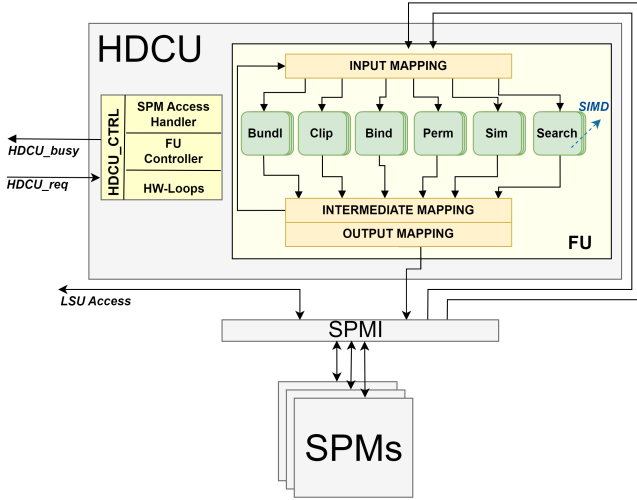 HDCU
INPUT MAPPING
SIMD
HDCU_CTRL
SPM Access
Handler
FU
Controller
HW-Loops
HDCU_busy
HDCU_req
Bundl
Clip
Bind
Perm
Sim
Search
INTERMEDIATE MAPPING
OUTPUT MAPPING
FU
LSU Access
SPMI
SPMs